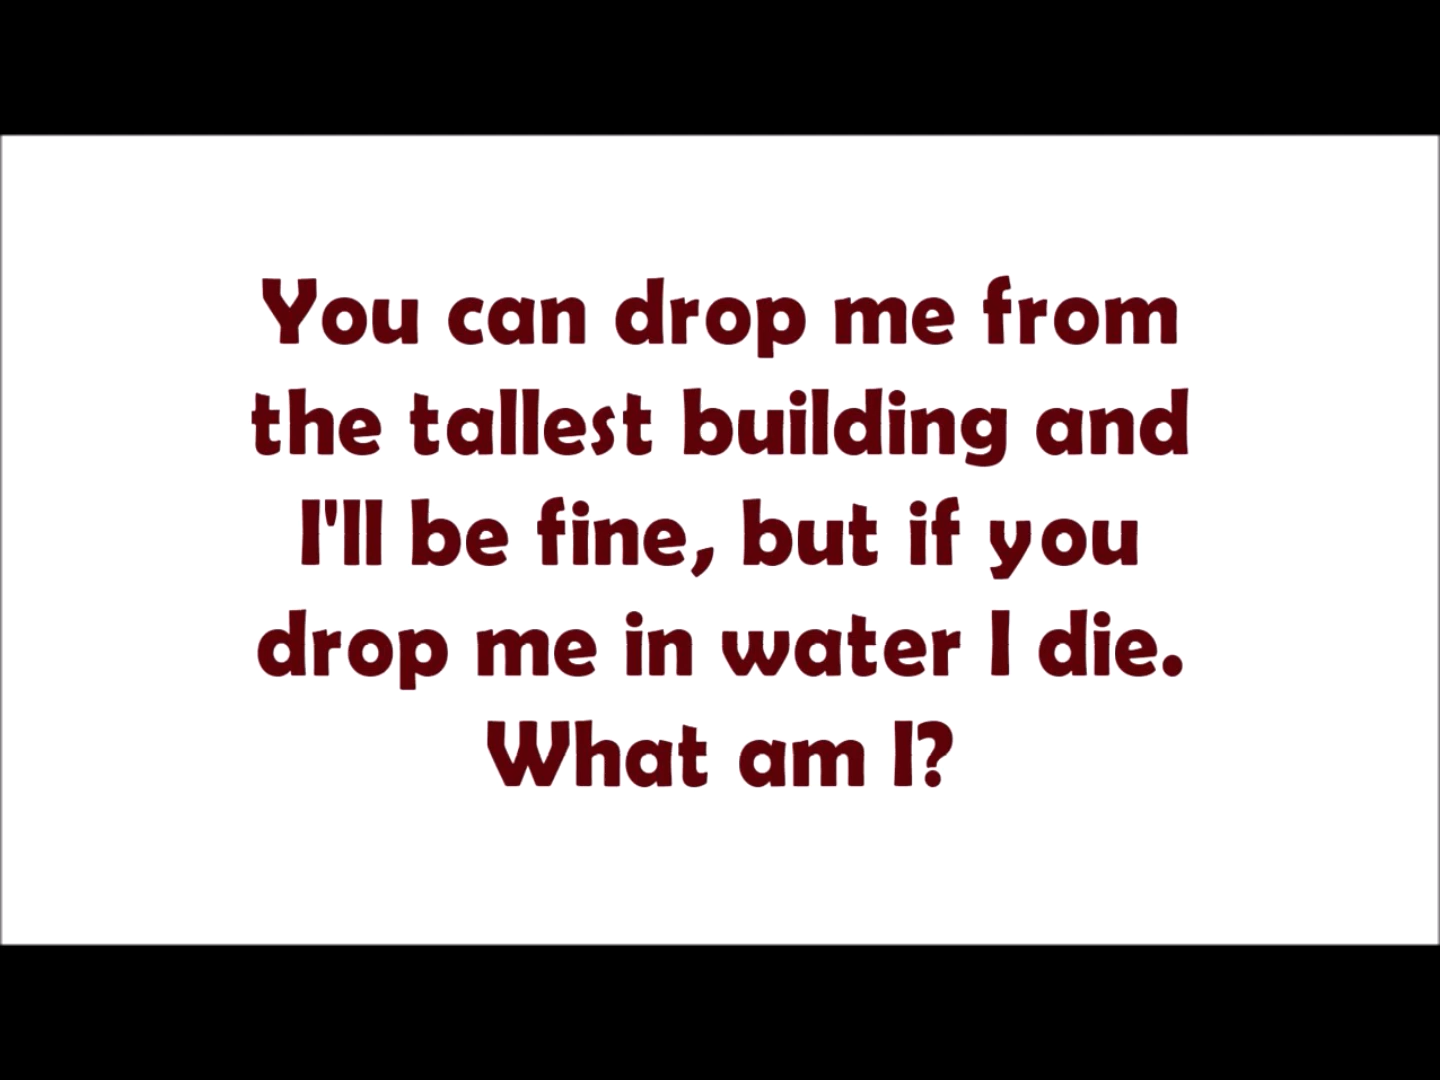 You can drop me from
the tallest building and
I'll be fine, but if you
drop me in water I die.
What am I?